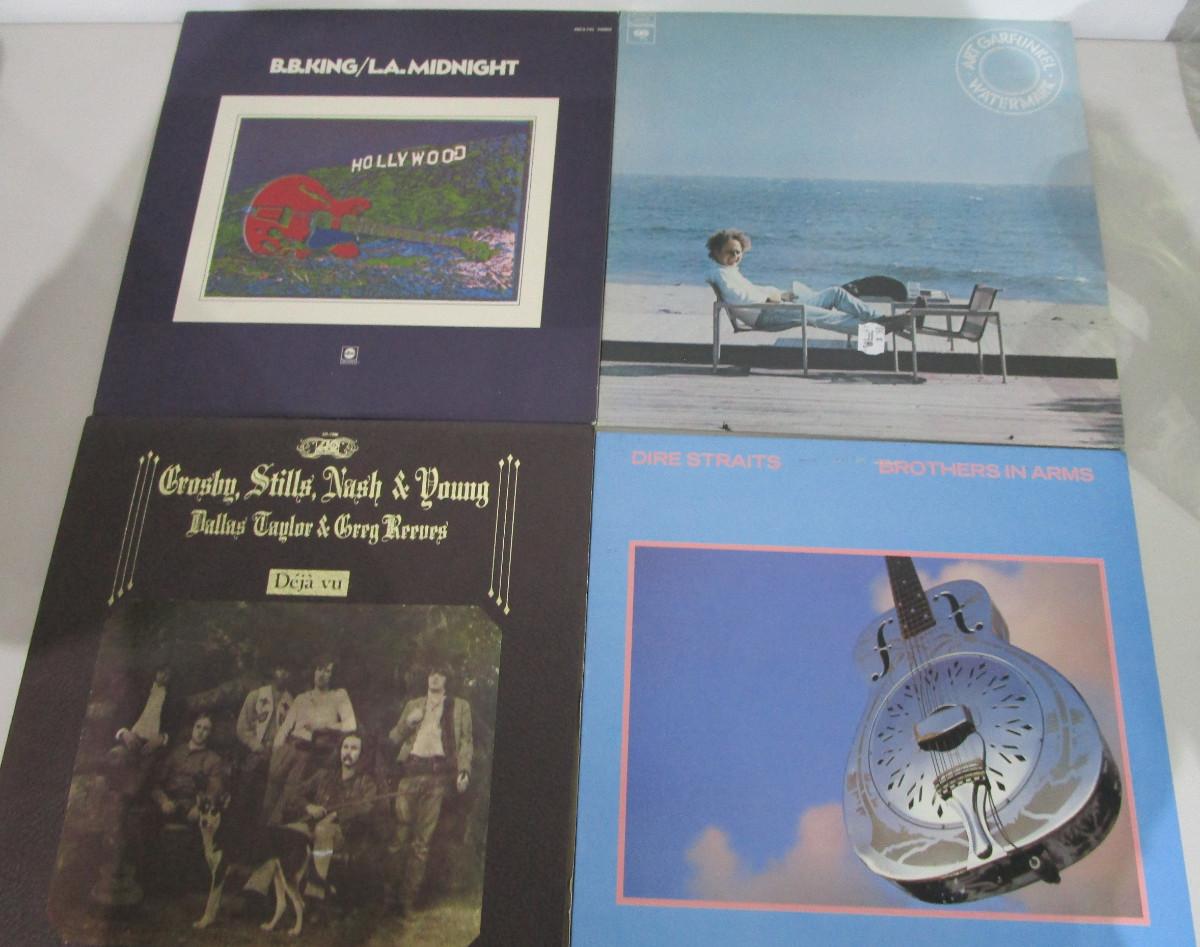 B.B.KING/L.A.MIDNIGHT
HOLLYWOOD
ART GARFUNKEL
WATERMARK
Crosby, Stills, Nash & Young
Dallas Taylor & Greg Reeves
Déjà vu
DIRE STRAITS BROTHERS IN ARMS